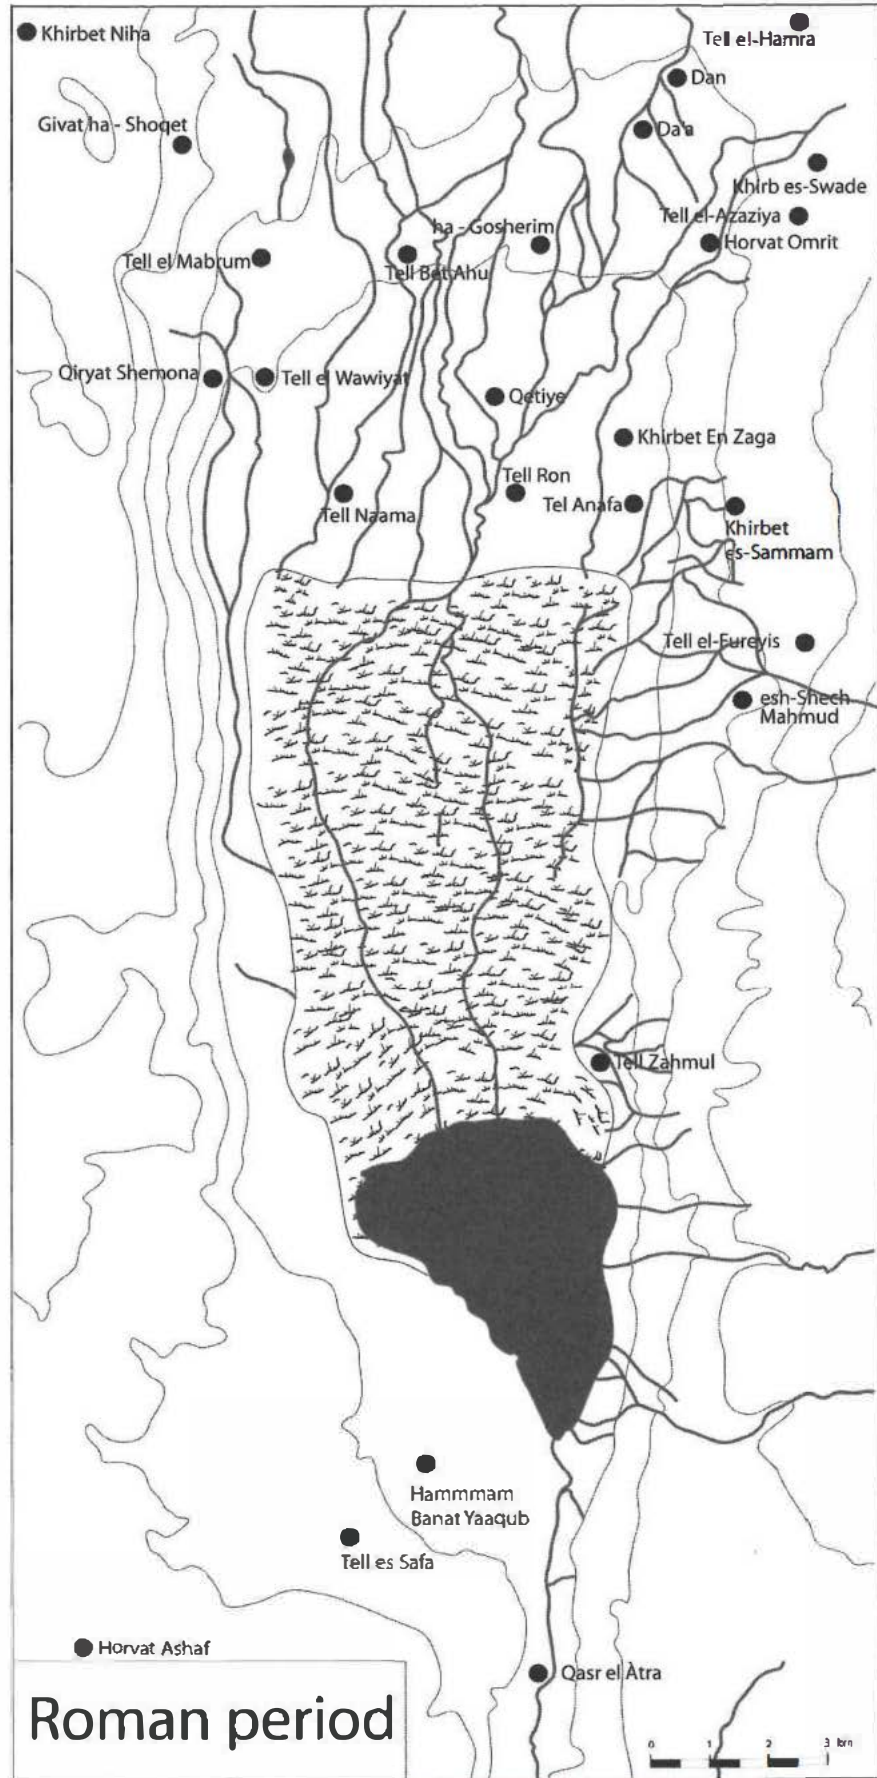 Khirbet Niha
Tell el-Hamra
Dan
Givat ha - Shoqet
Da'a
Khirb es-Swade
Tell el-Azaziya
ha - Gosherim
Horvat Omrit
Tell el Mabrum
Tell Bet Ahu
Qiryat Shemona
Tell el Wawiyat
Qetiye
Khirbet En Zaga
Tell Ron
Tell Naama
Tel Anafa
Khirbet
es-Sammam
Tell el-Eureyis
esh-Shech
Mahmud
Tell Zahmul
Hammmam
Banat Yaaqub
Tell es Safa
Horvat Ashaf
Qasr el Àtra
Roman period
0 1 2 3